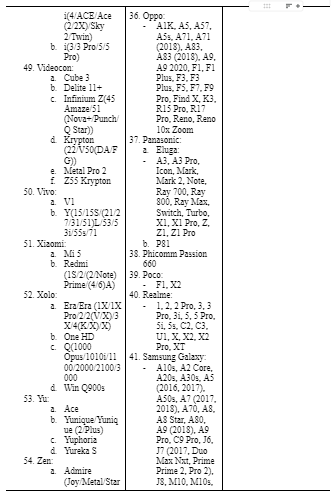 i(4/ACE/Ace
(2/2X)/Sky
2/Twin)
b. i(3/3 Pro/5/5
Pro)
49. Videocon:
a. Cube 3
b. Delite 11+
c. Infinium Z(45
Amaze/51
(Nova+/Punch/
Q Star))
d. Krypton
(22/V50(DA/F
G))
e. Metal Pro 2
f. Z55 Krypton
50. Vivo:
a. V1
b. Y(15/15S/(21/2
7/31/51)L/53/5
3i/55s/71
51. Xiaomi:
a. Mi 5
b. Redmi
(1S/2/(2/Note)
Prime/(4/6)A)
52. Xolo:
a. Era/Era (1X/1X
Pro/2/2(V/X)/3
X/4(K/X)/X)
b. One HD
c. Q(1000
Opus/1010i/11
00/2000/2100/3
000
d. Win Q900s
53. Yu:
a. Ace
b. Yunique/Yuniq
ue (2/Plus)
c. Yuphoria
d. Yureka S
54. Zen:
a. Admire
(Joy/Metal/Star
36. Oppo:
- A1K, A5, A57,
A5s, A71, A71
(2018), A83,
A83 (2018), A9,
A9 2020, F1, F1
Plus, F3, F3
Plus, F5, F7, F9
Pro, Find X, K3,
R15 Pro, R17
Pro, Reno, Reno
10x Zoom
37. Panasonic:
a. Eluga:
- A3, A3 Pro,
Icon, Mark,
Mark 2, Note,
Ray 700, Ray
800, Ray Max,
Switch, Turbo,
X1, X1 Pro, Z,
Z1, Z1 Pro
b. P81
38. Phicomm Passion
660
39. Poco:
- F1, X2
40. Realme:
- 1, 2, 2 Pro, 3, 3
Pro, 3i, 5, 5 Pro,
5i, 5s, C2, C3,
U1, X, X2, X2
Pro, XT
41. Samsung Galaxy:
- A10s, A2 Core,
A20s, A30s, A5
(2016, 2017),
A50s, A7 (2017,
2018), A70, A8,
A8 Star, A80,
A9 (2018), A9
Pro, C9 Pro, J6,
J7 (2017, Duo
Max Nxt, Prime
Prime 2, Pro 2),
J8, M10, M10s,